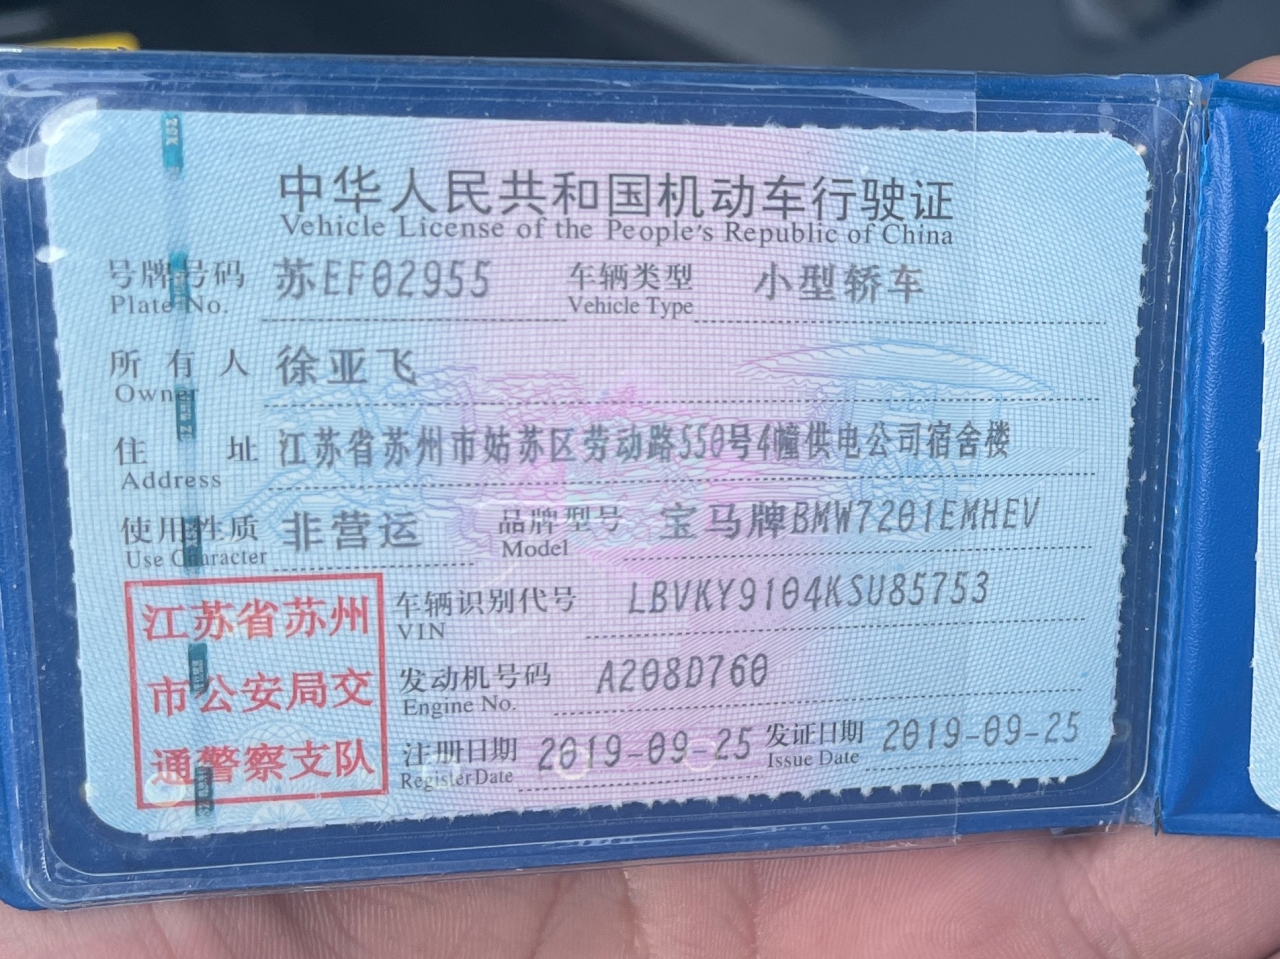 中华人民共和国机动车行驶证
Vehicle License of the People's Republic of China
号牌号码 苏EF02955 车辆类型 小型轿车
Plate No. Vehicle Type
所有人 徐亚飞
Owner
住址 江苏省苏州市姑苏区劳动路550号4幢供电公司宿舍楼
Address
使用性质 非营运 品牌型号 宝马牌BMW7201EMHEV
Use Character Model
江苏省苏州
市公安局交
通警察支队
车辆识别代号 LBVKY9104KSU85753
VIN
发动机号码 A208D760
Engine No.
注册日期 2019-09-25 发证日期 2019-09-25
Register Date Issue Date